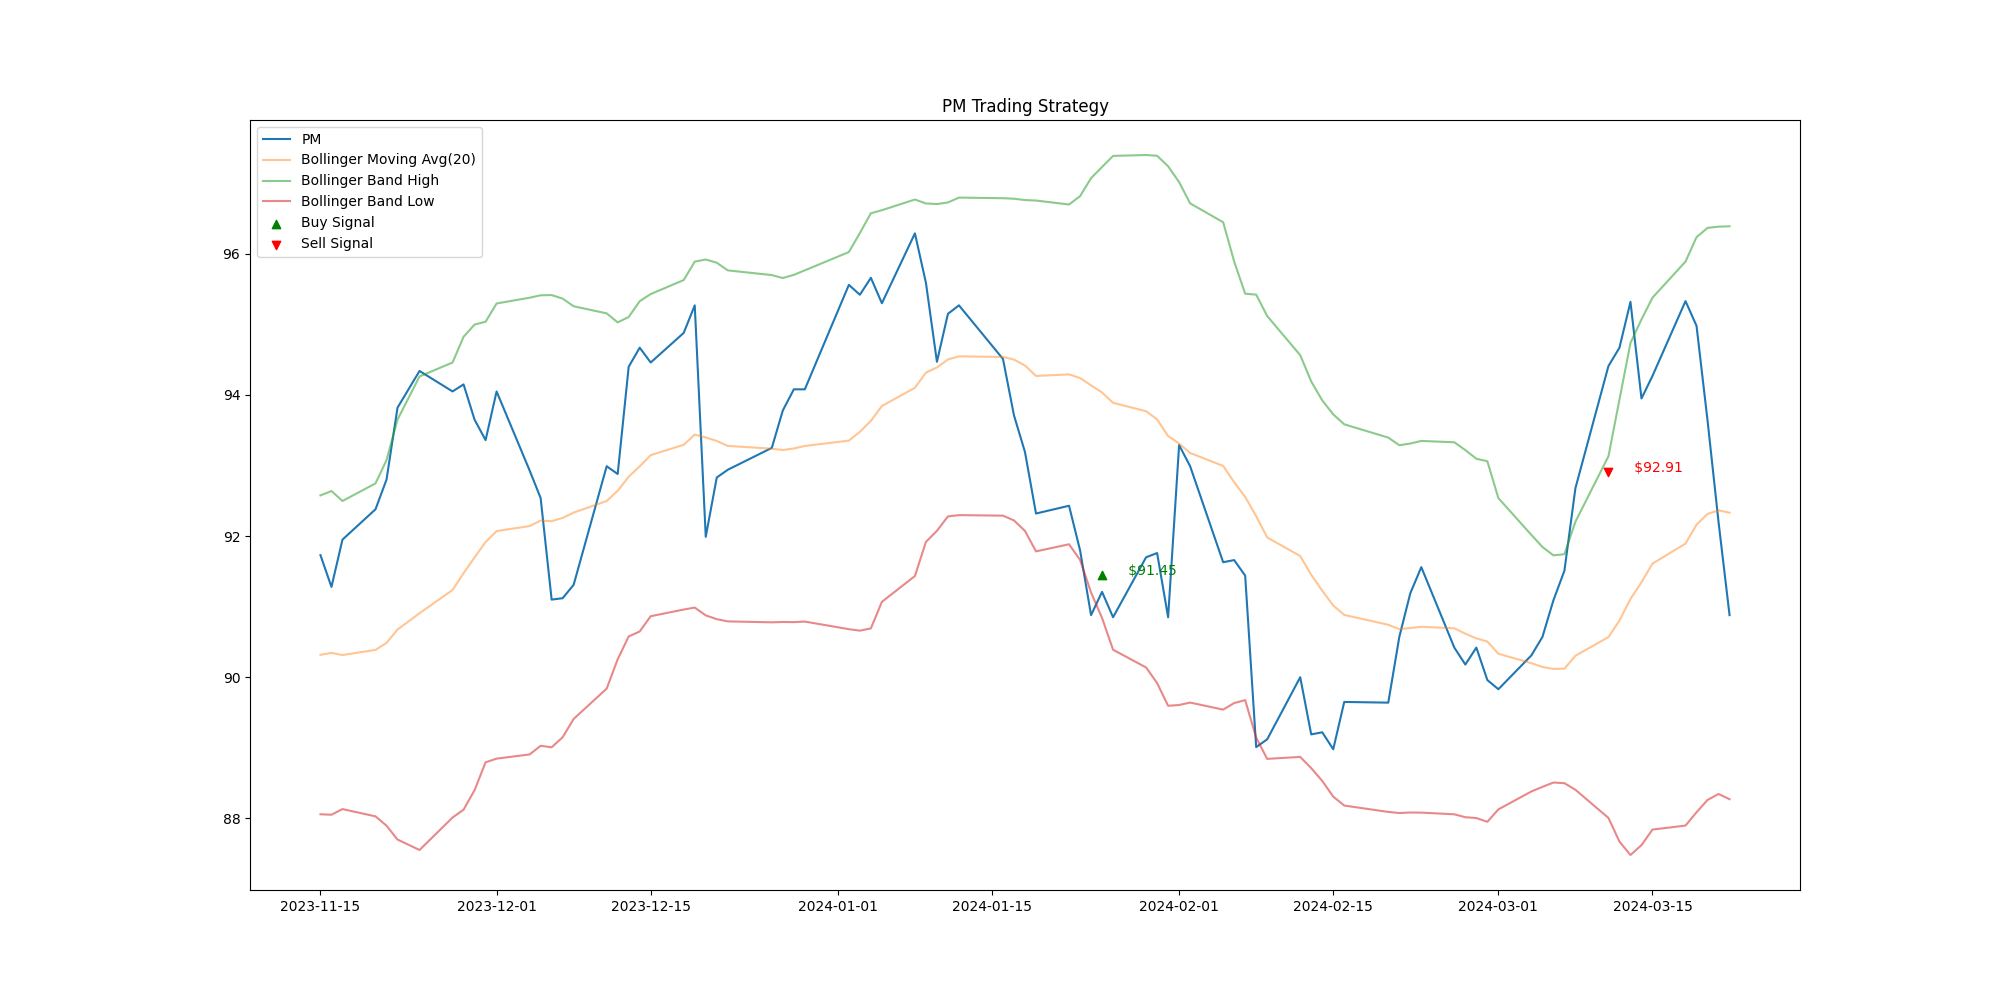 PM Trading Strategy
PM
Bollinger Moving Avg(20)
Bollinger Band High
Bollinger Band Low
Buy Signal
Sell Signal
96
94
92
90
88
$92.91
$91.45
2023-11-15
2023-12-01
2023-12-15
2024-01-01
2024-01-15
2024-02-01
2024-02-15
2024-03-01
2024-03-15